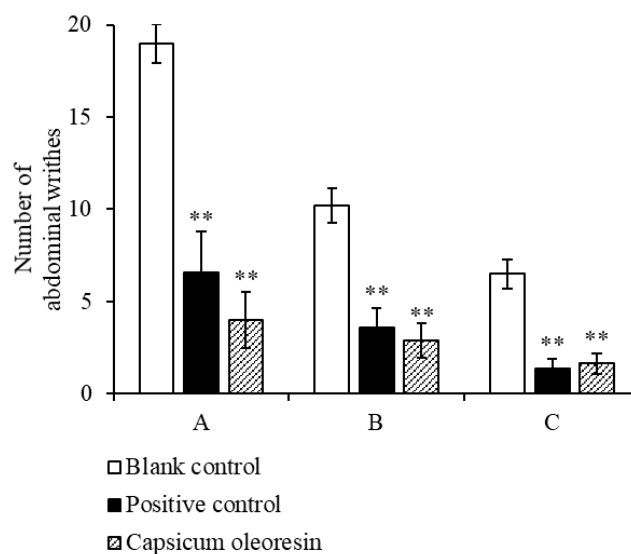 20
15
10
5
0
Number of
abdominal writhes
**
**
**
**
**
**
A B C
Blank control
Positive control
Capsicum oleoresin